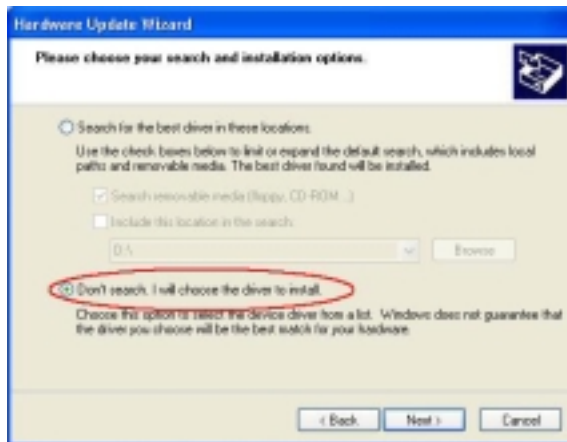 Hardware Update Wizard
Please choose your search and installation options.
Search for the best driver in these locations.
Use the check boxes below to limit or expand the default search, which includes local
paths and removable media. The best driver found will be installed.
Search removable media (floppy, CD-ROM...)
Include this location in the search:
D:\
Browse
Don't search. I will choose the driver to install.
Choose this option to select the device driver from a list. Windows does not guarantee that
the driver you choose will be the best match for your hardware.
< Back
Next >
Cancel